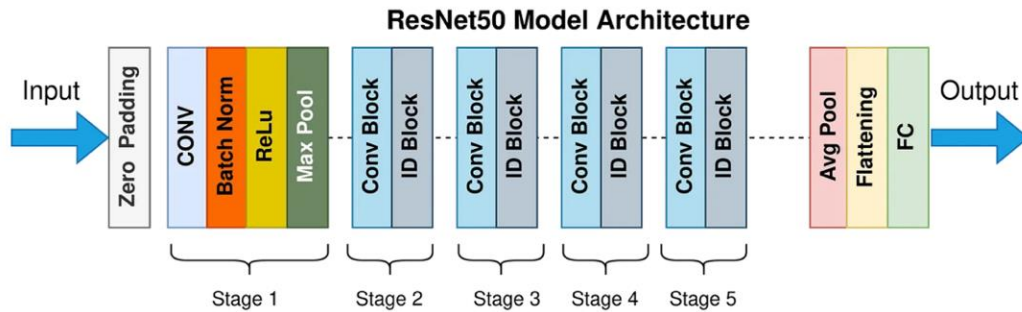 ResNet50 Model Architecture
Input
Zero Padding
CONV
Batch Norm
ReLu
Max Pool
Conv Block
ID Block
Conv Block
ID Block
Conv Block
ID Block
Conv Block
ID Block
Avg Pool
Flattening
FC
Output
Stage 1
Stage 2
Stage 3
Stage 4
Stage 5